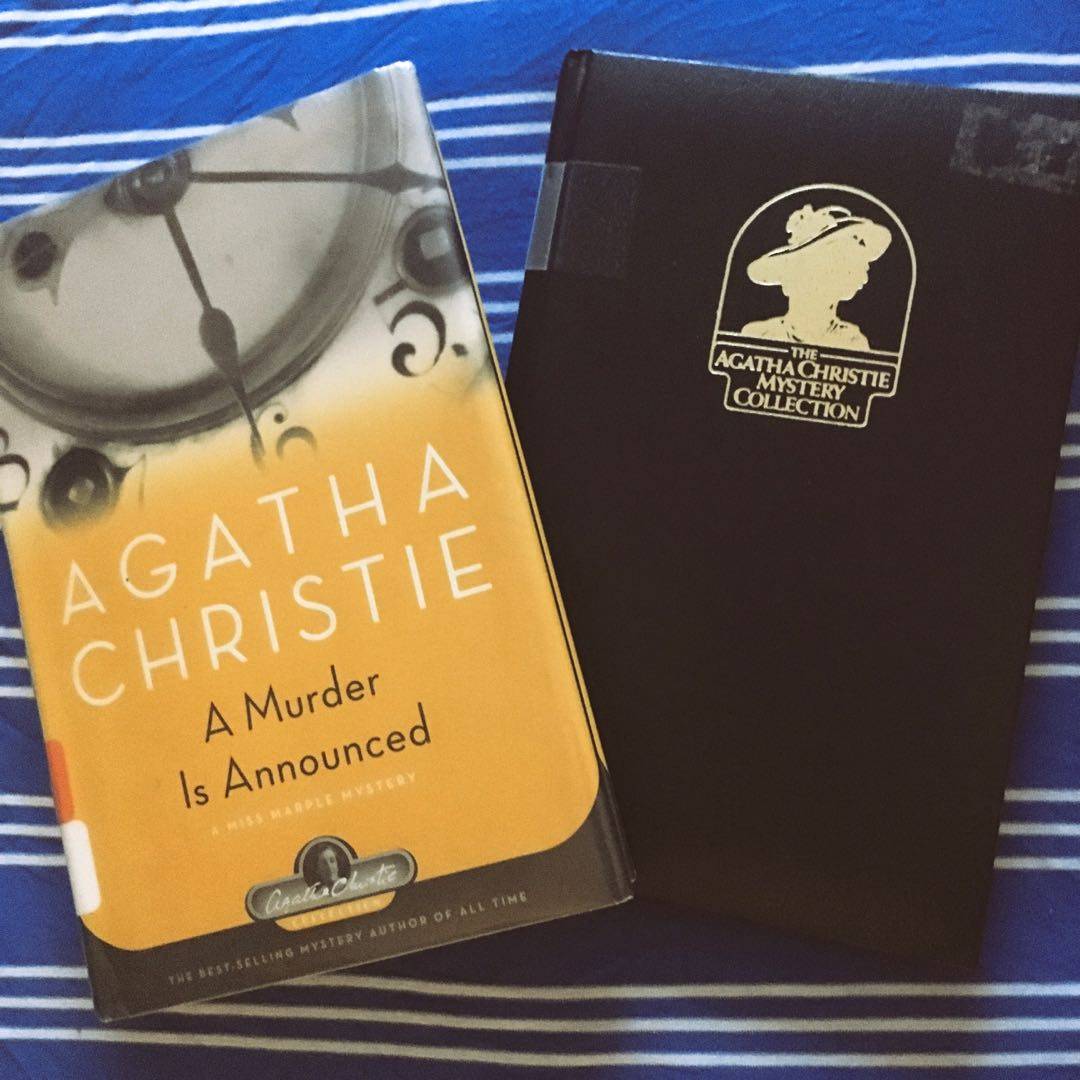 AGATHA
CHRISTIE
A Murder
Is Announced
A MISS MARPLE MYSTERY
Agatha Christie
COLLECTION
THE BEST-SELLING MYSTERY AUTHOR OF ALL TIME
THE
AGATHA CHRISTIE
MYSTERY
COLLECTION